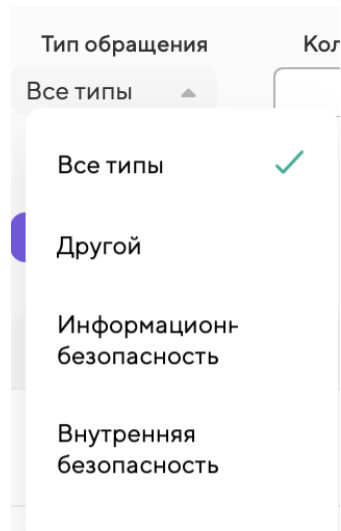 Тип обращения
Кол
Все типы
Все типы
Другой
Информационн
безопасность
Внутренняя
безопасность